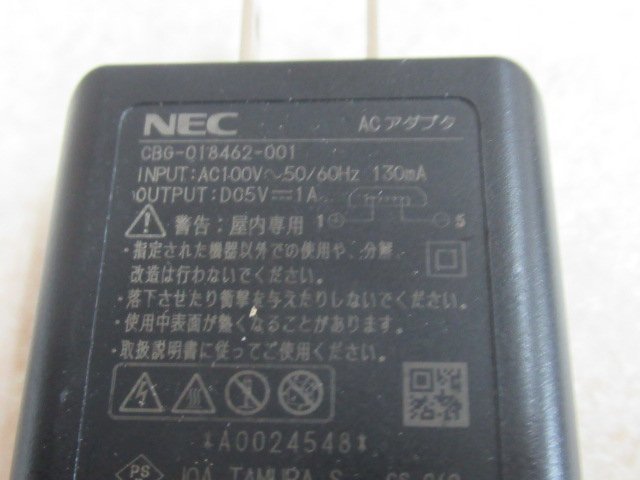 NEC ACアダプタ
CBG-018462-001
INPUT:AC100V～50/60Hz 130mA
OUTPUT:DC5V⎓1A
警告：屋内専用 1 5
・指定された機器以外での使用や、分解、
改造は行わないでください。
・落下させたり衝撃を与えたりしないでください。
・使用中表面が熱くなることがあります。
・取扱説明書に従ってご使用ください。
*A0024548*
PS JQA TAMURA